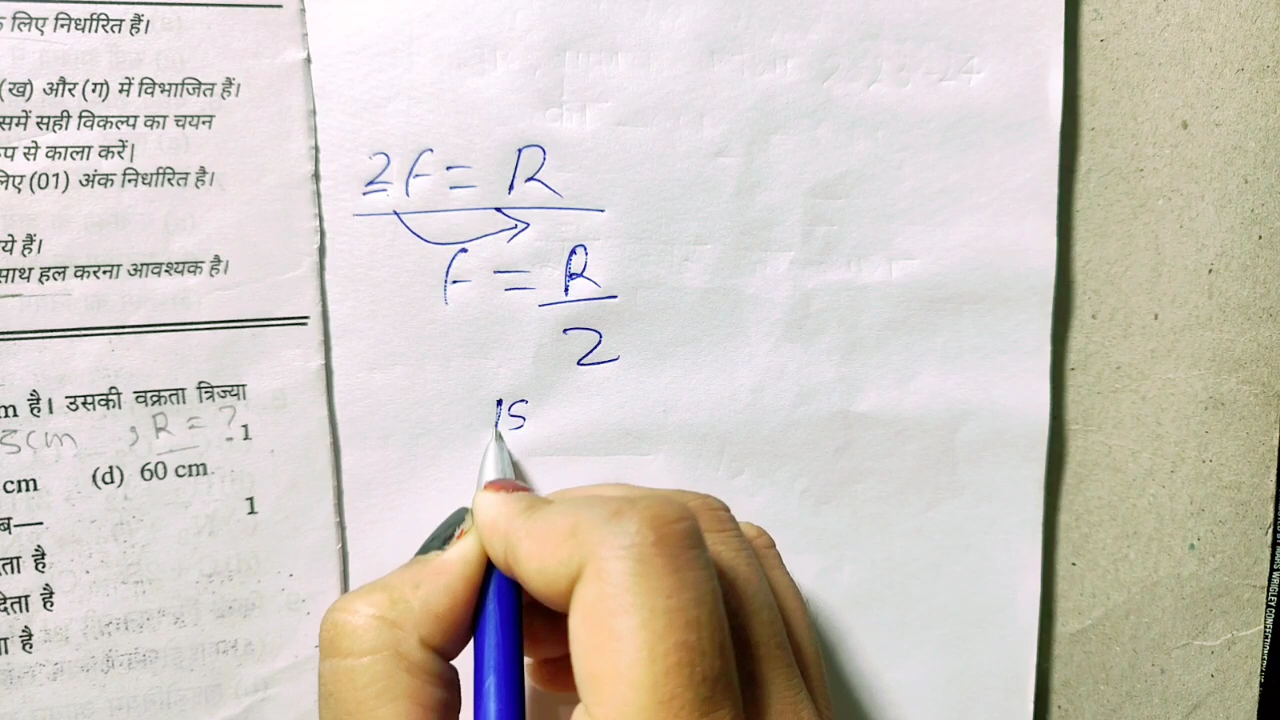 लिए निर्धारित हैं।
(ख) और (ग) में विभाजित हैं।
समें सही विकल्प का चयन
प से काला करें|
लिए (01) अंक निर्धारित है।
ये हैं।
साथ हल करना आवश्यक है।
m है। उसकी वक्रता त्रिज्या
5cm , R = ? 1
cm (d) 60 cm
1
ब—
ता है
देता है
ा है
2f = R
f = R
2
15